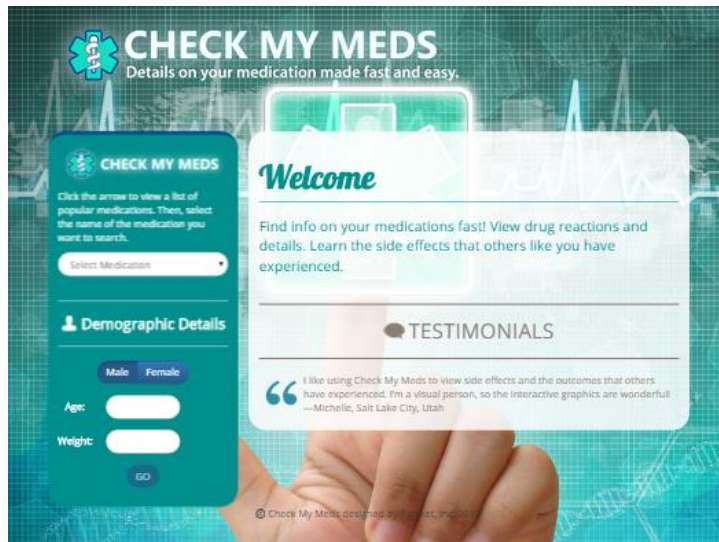 CHECK MY MEDS
Details on your medication made fast and easy.
CHECK MY MEDS
Click the arrow to view a list of
popular medications. Then, select
the name of the medication you
want to search.
Select Medication
Demographic Details
Male Female
Age:
Weight:
GO
Welcome
Find info on your medications fast! View drug reactions and
details. Learn the side effects that others like you have
experienced.
TESTIMONIALS
“ I like using Check My Meds to view side effects and the outcomes that others
have experienced. I'm a visual person, so the interactive graphics are wonderful!
—Michelle, Salt Lake City, Utah
© Check My Meds designed by